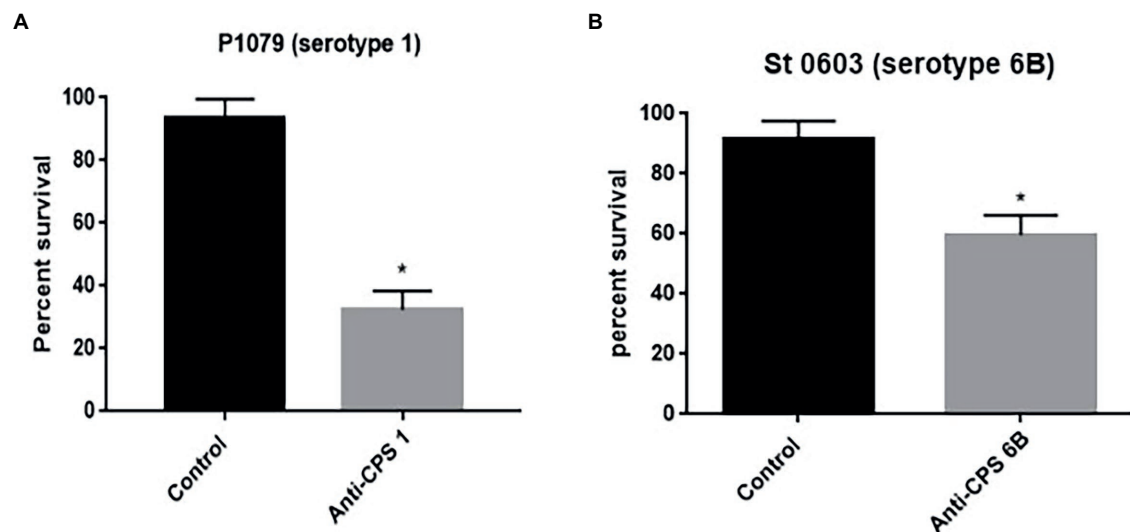 A
P1079 (serotype 1)
Percent survival
100
80
60
40
20
0
*
Control
Anti-CPS 1
B
St 0603 (serotype 6B)
percent survival
100
80
60
40
20
0
*
Control
Anti-CPS 6B